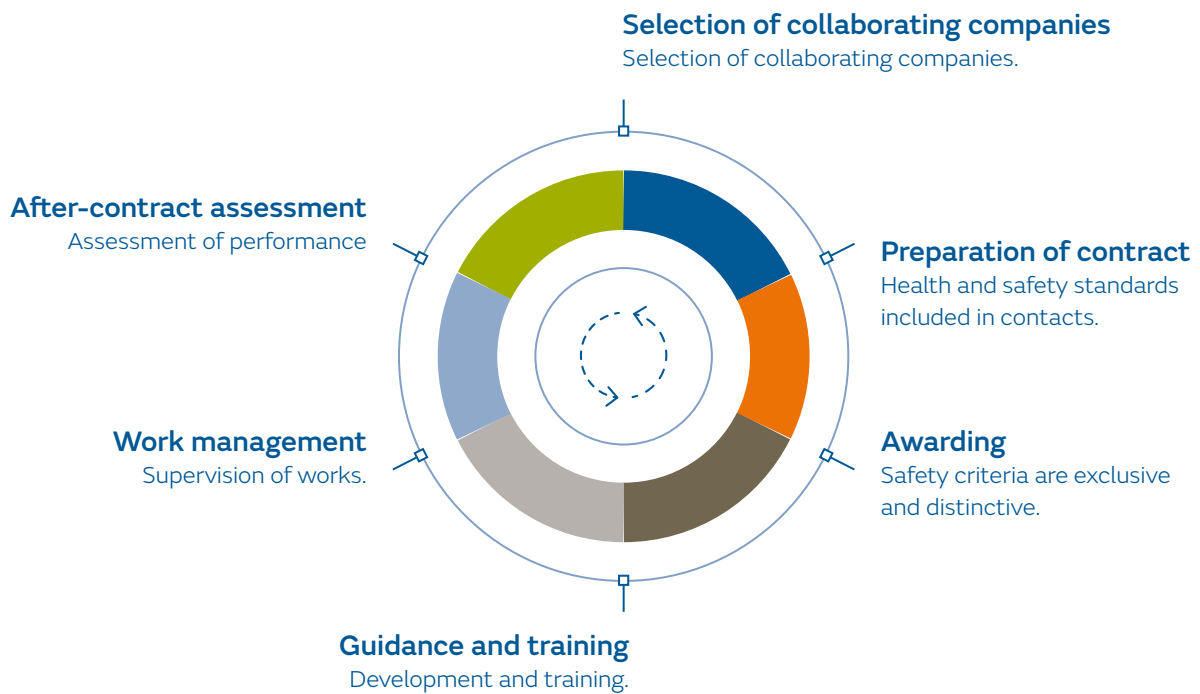 Selection of collaborating companies
Selection of collaborating companies.
Preparation of contract
Health and safety standards
included in contacts.
Awarding
Safety criteria are exclusive
and distinctive.
Guidance and training
Development and training.
Work management
Supervision of works.
After-contract assessment
Assessment of performance